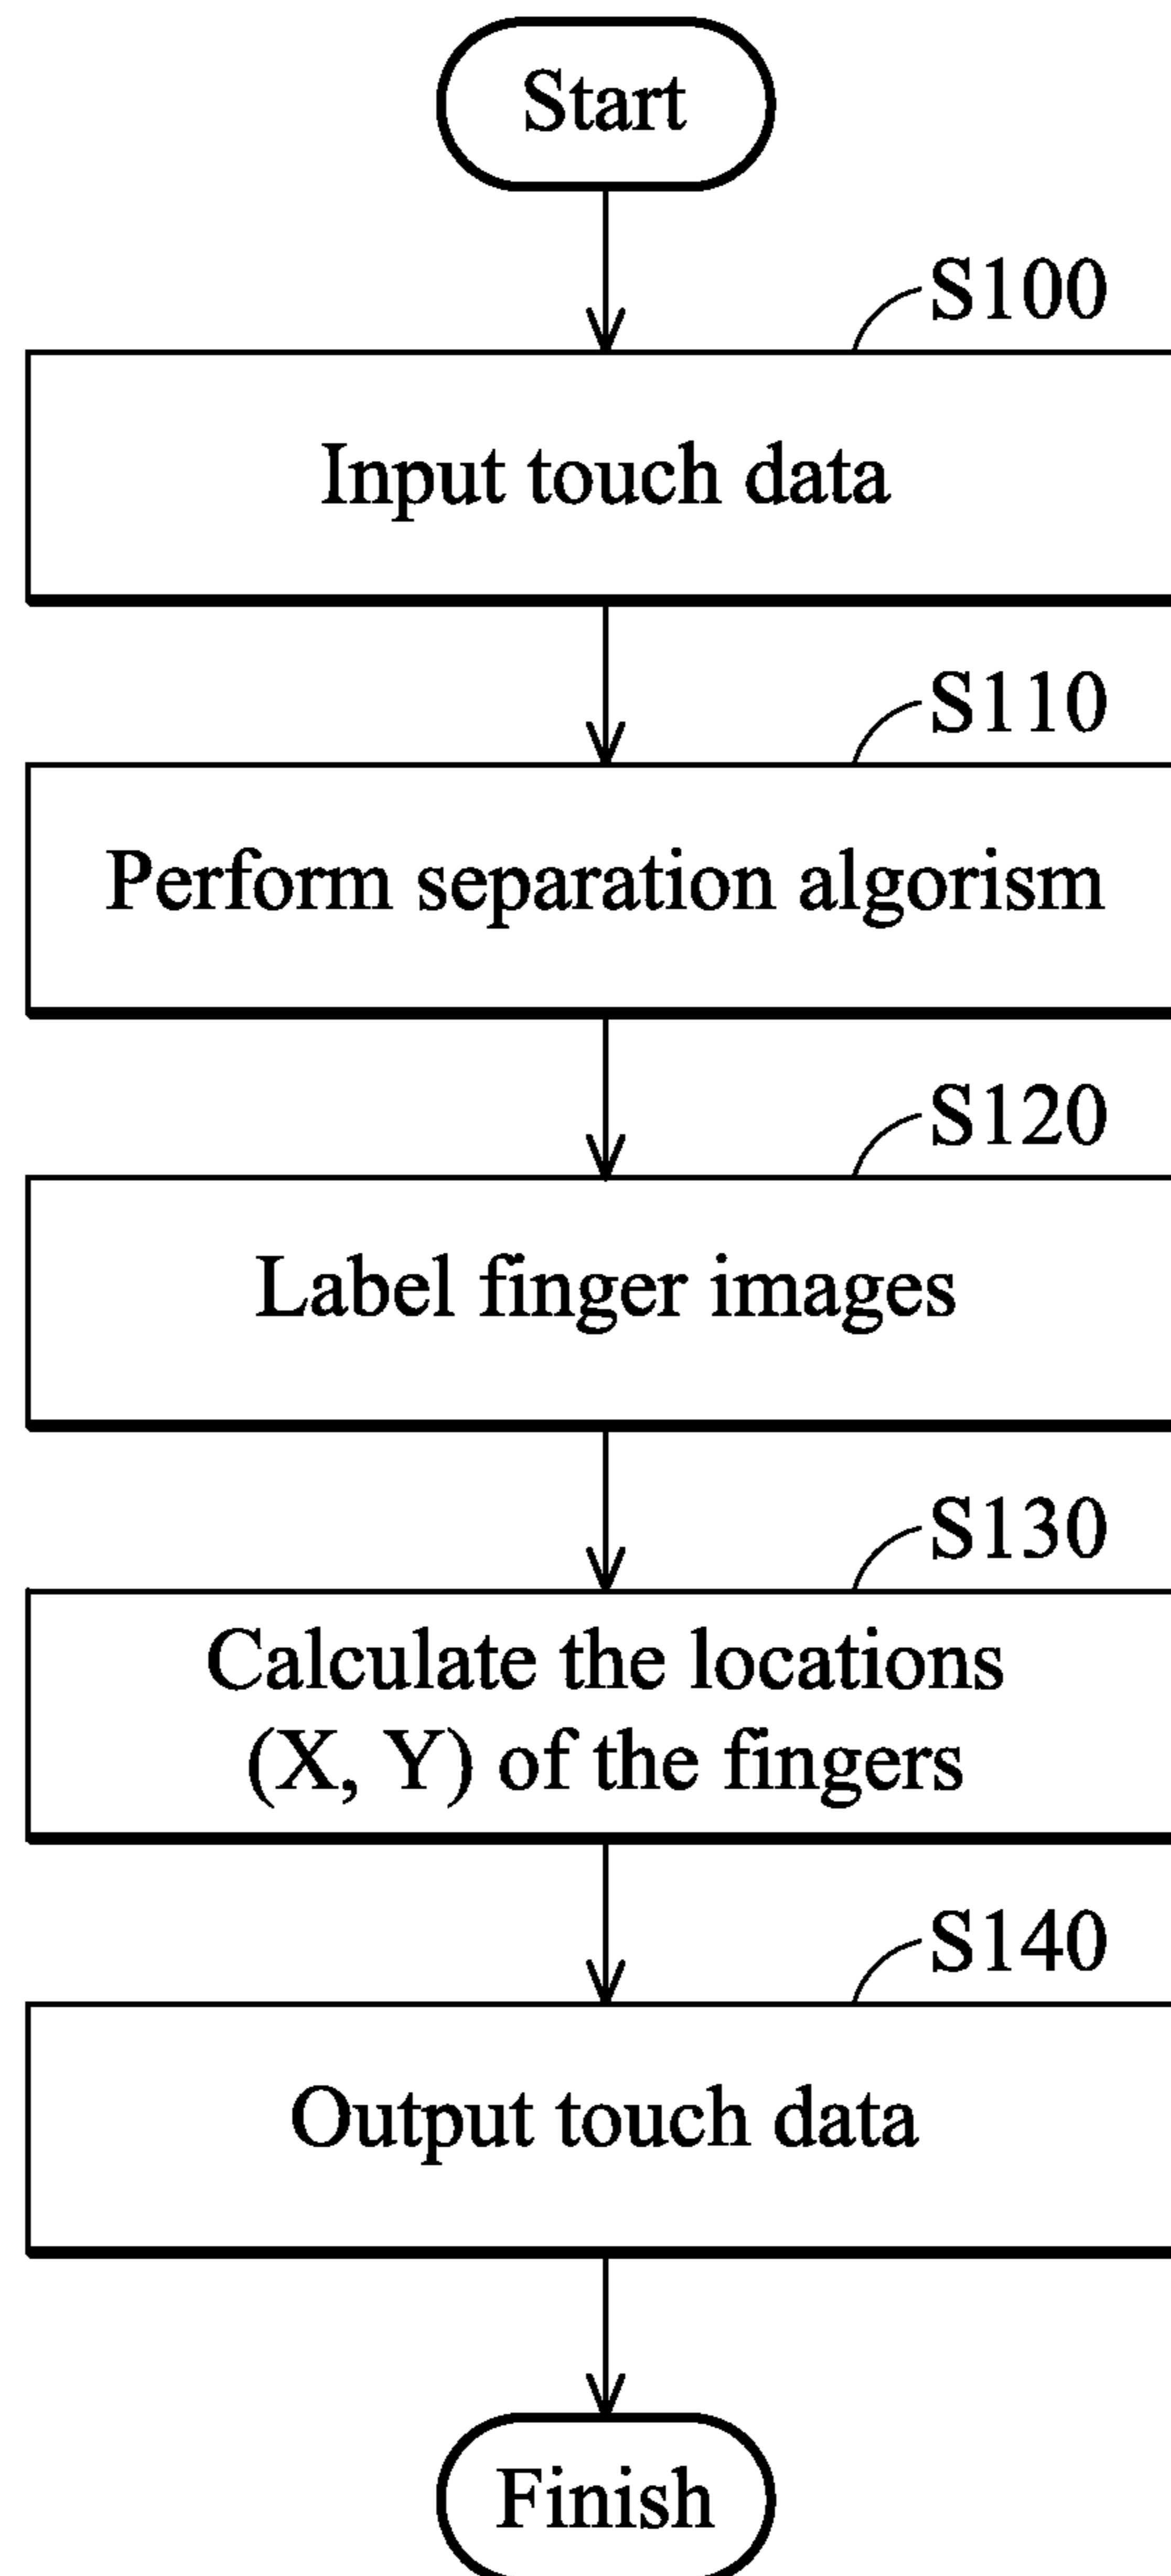 Start
S100
Input touch data
S110
Perform separation algorism
S120
Label finger images
S130
Calculate the locations
(X, Y) of the fingers
S140
Output touch data
Finish